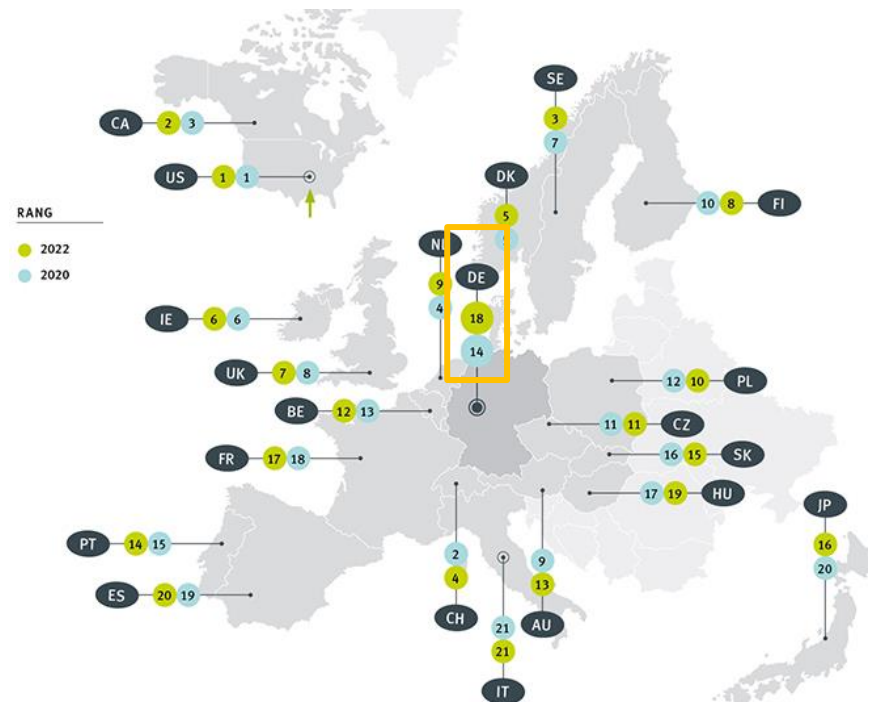 SE
3
7
CA 2 3
US 1 1
DK
5
RANG
2022
2020
10 8 FI
NL
9
4
DE
18
14
IE 6 6
UK 7 8
12 10 PL
BE 12 13
11 11 CZ
FR 17 18
16 15 SK
17 19 HU
JP
16
20
PT 14 15
ES 20 19
2
4
CH
9
13
AU
21
21
IT